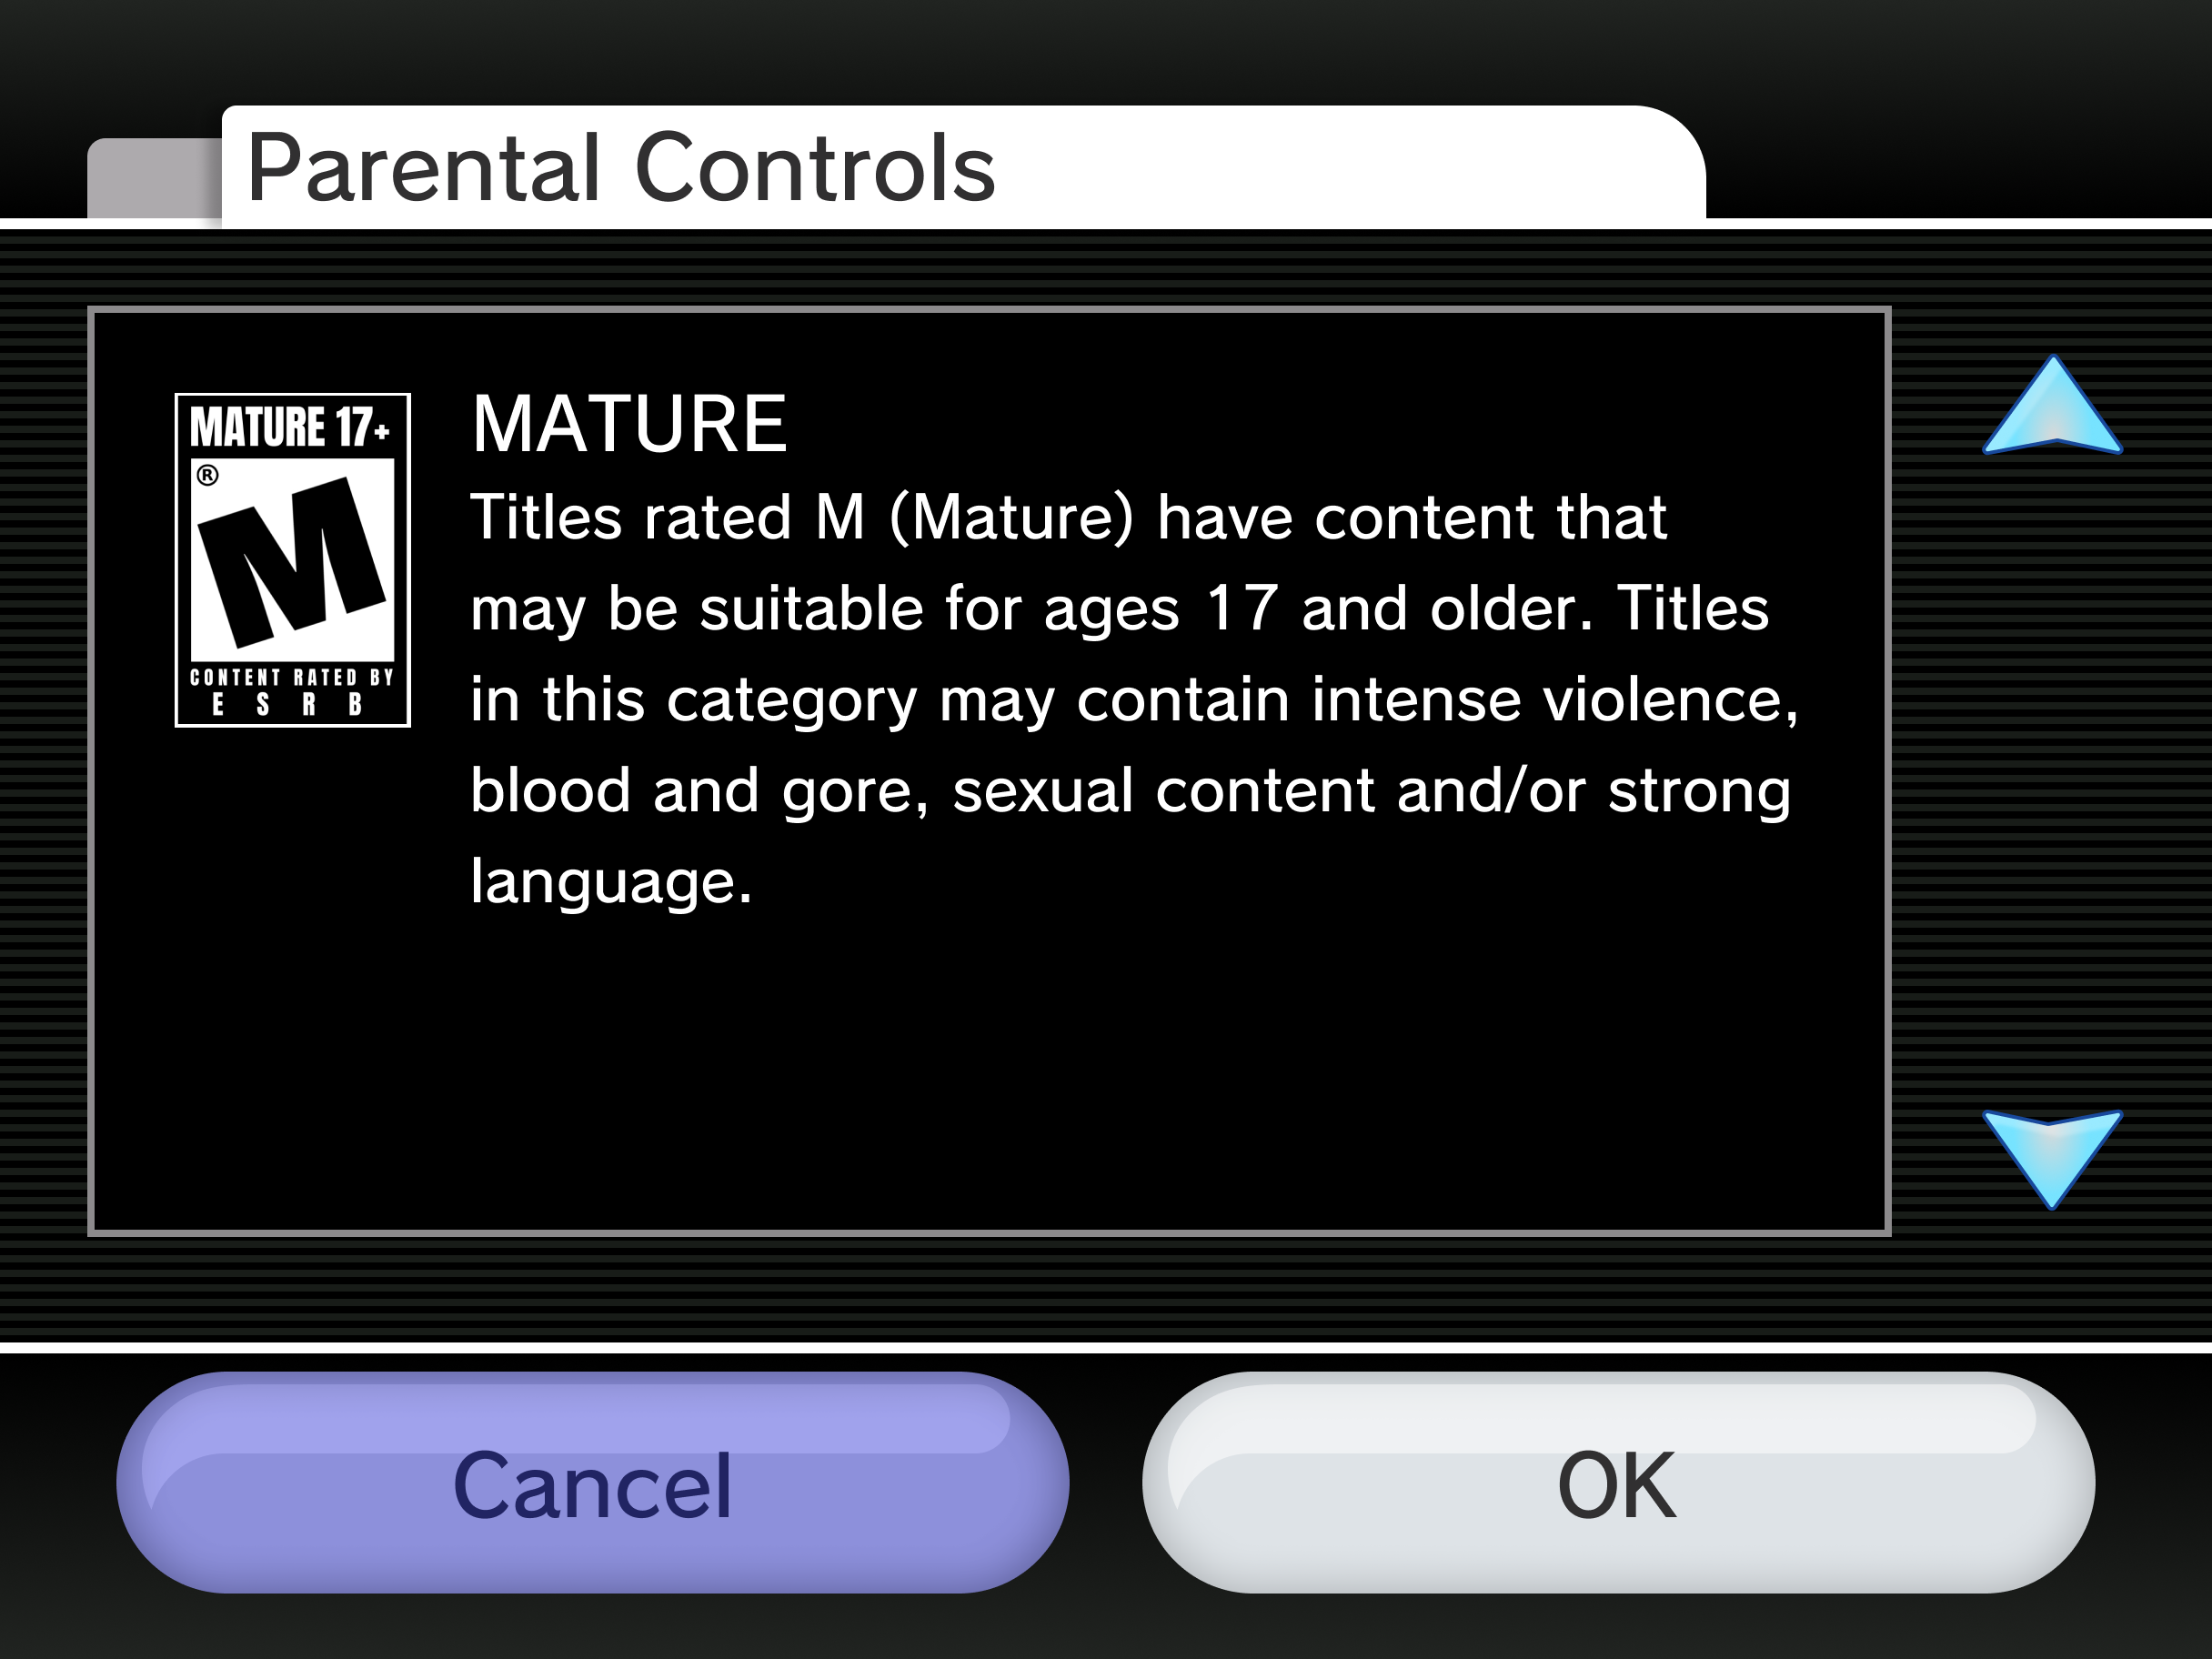 Parental Controls
MATURE 17+
®
M
CONTENT RATED BY
ESRB
MATURE
Titles rated M (Mature) have content that
may be suitable for ages 17 and older. Titles
in this category may contain intense violence,
blood and gore, sexual content and/or strong
language.
Cancel
OK